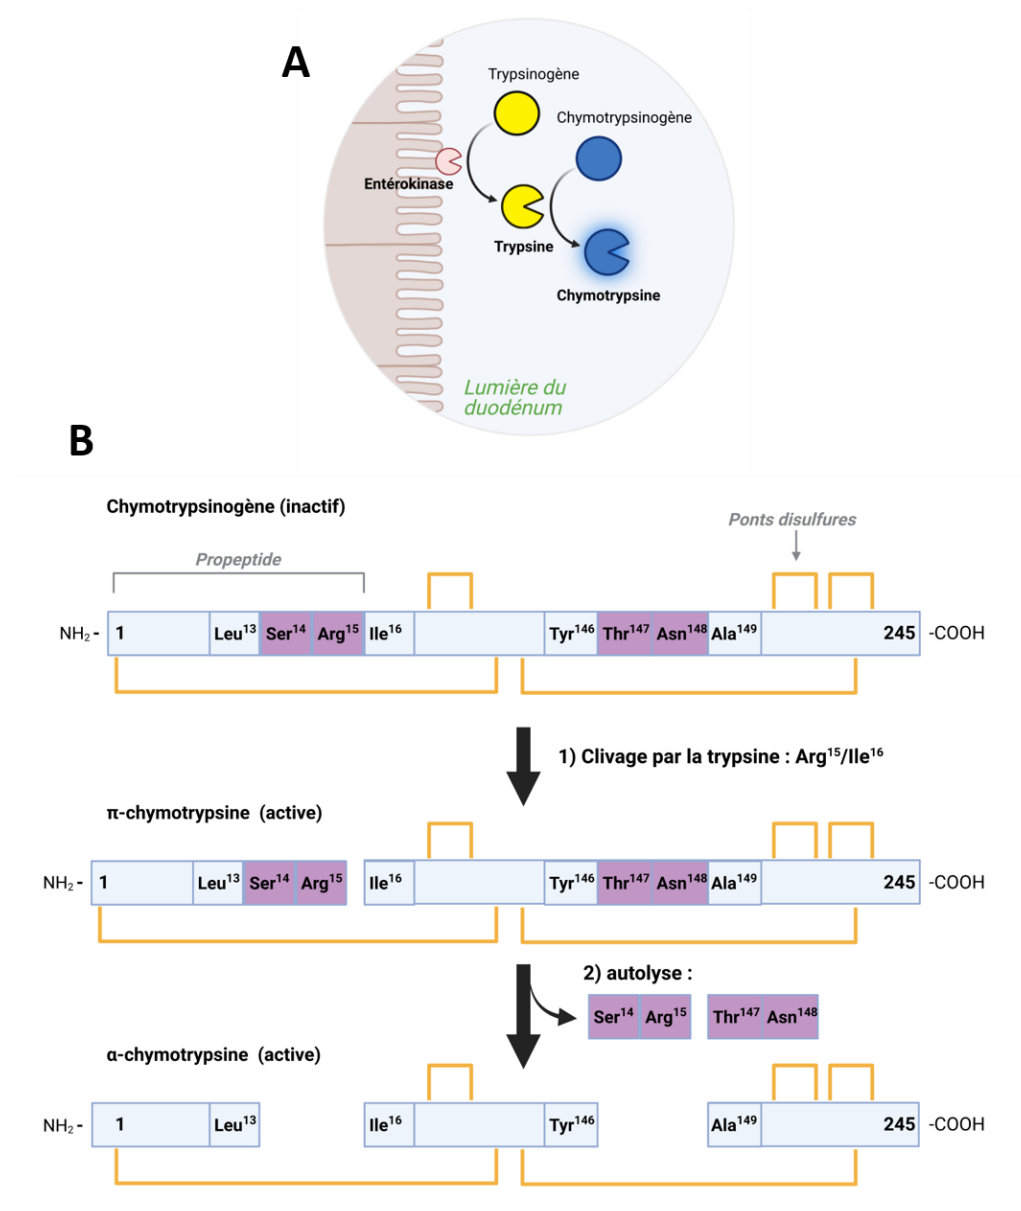 A
Trypsinogène
Chymotrypsinogène
Entérokinase
Trypsine
Chymotrypsine
Lumière du
duodénum
B
Chymotrypsinogène (inactif)
Ponts disulfures
Propeptide
NH₂- 1 Leu¹³ Ser¹⁴ Arg¹⁵ Ile¹⁶ Tyr¹⁴⁶ Thr¹⁴⁷ Asn¹⁴⁸ Ala¹⁴⁹ 245 -COOH
1) Clivage par la trypsine : Arg¹⁵/Ile¹⁶
π-chymotrypsine (active)
NH₂- 1 Leu¹³ Ser¹⁴ Arg¹⁵ Ile¹⁶ Tyr¹⁴⁶ Thr¹⁴⁷ Asn¹⁴⁸ Ala¹⁴⁹ 245 -COOH
2) autolyse :
Ser¹⁴ Arg¹⁵ Thr¹⁴⁷ Asn¹⁴⁸
α-chymotrypsine (active)
NH₂- 1 Leu¹³ Ile¹⁶ Tyr¹⁴⁶ Ala¹⁴⁹ 245 -COOH